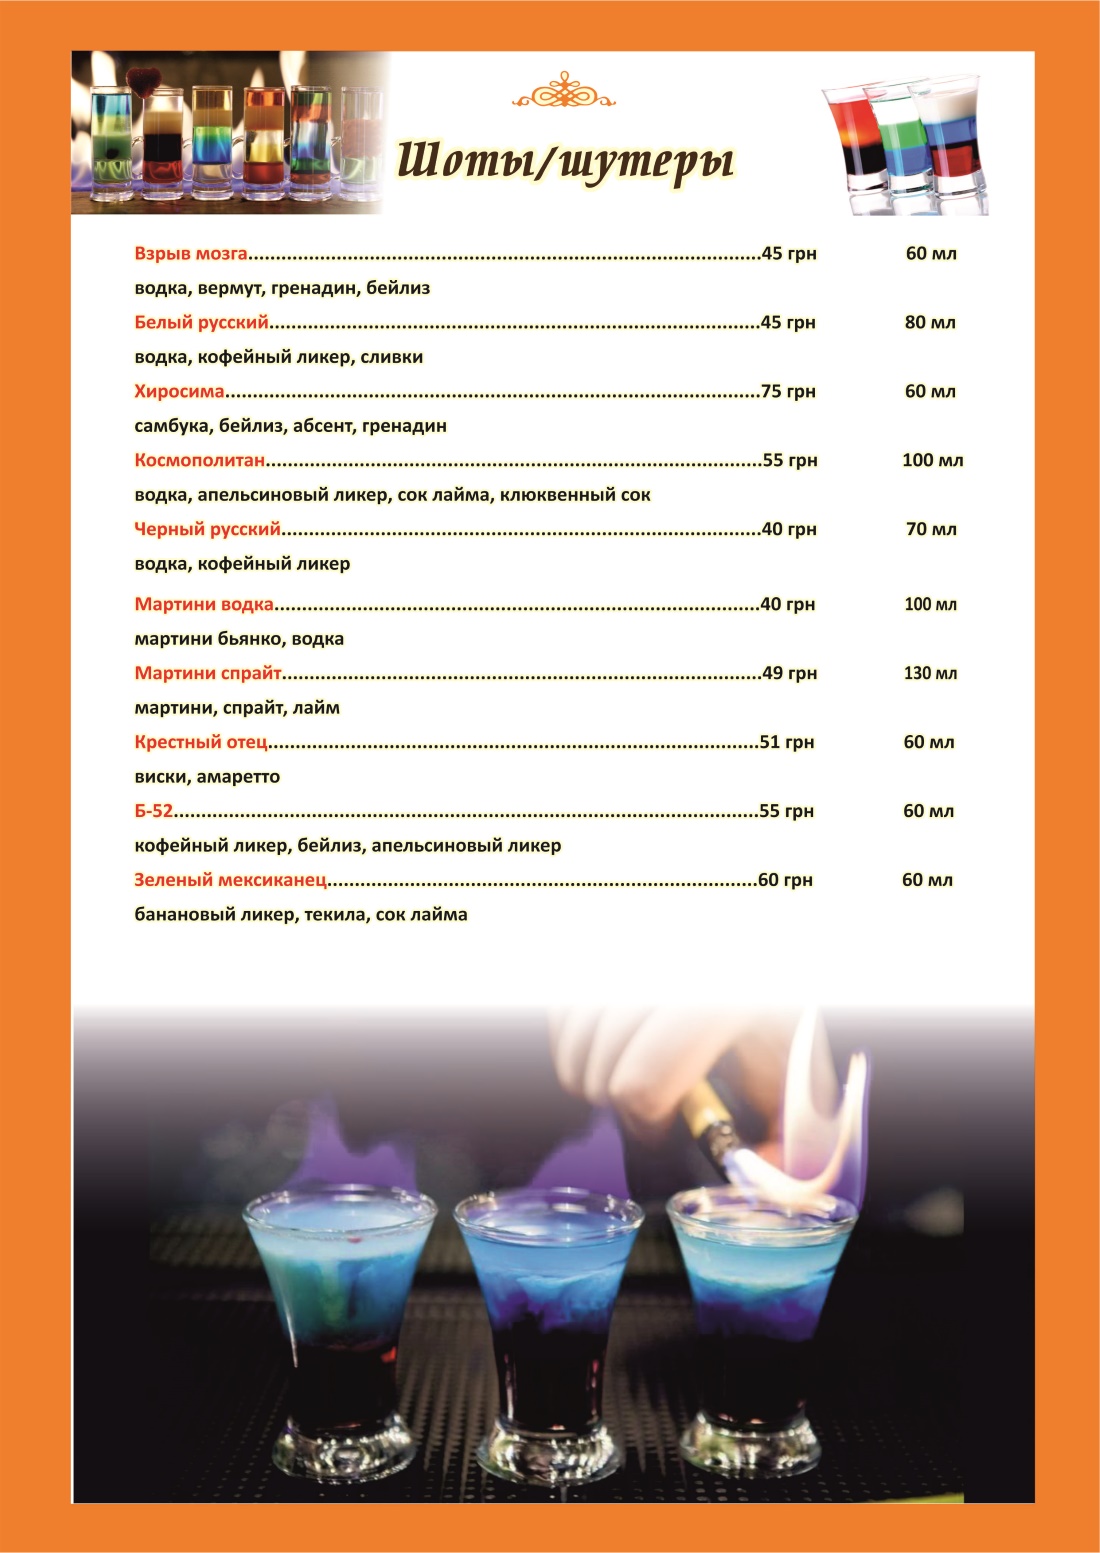 Шоты/шутеры
Взрыв мозга.............................................................................................45 грн 60 мл
водка, вермут, гренадин, бейлиз
Белый русский.........................................................................................45 грн 80 мл
водка, кофейный ликер, сливки
Хиросима.................................................................................................75 грн 60 мл
самбука, бейлиз, абсент, гренадин
Космополитан..........................................................................................55 грн 100 мл
водка, апельсиновый ликер, сок лайма, клюквенный сок
Черный русский.......................................................................................40 грн 70 мл
водка, кофейный ликер
Мартини водка........................................................................................40 грн 100 мл
мартини бьянко, водка
Мартини спрайт.......................................................................................49 грн 130 мл
мартини, спрайт, лайм
Крестный отец.........................................................................................51 грн 60 мл
виски, амаретто
Б-52..........................................................................................................55 грн 60 мл
кофейный ликер, бейлиз, апельсиновый ликер
Зеленый мексиканец..............................................................................60 грн 60 мл
банановый ликер, текила, сок лайма